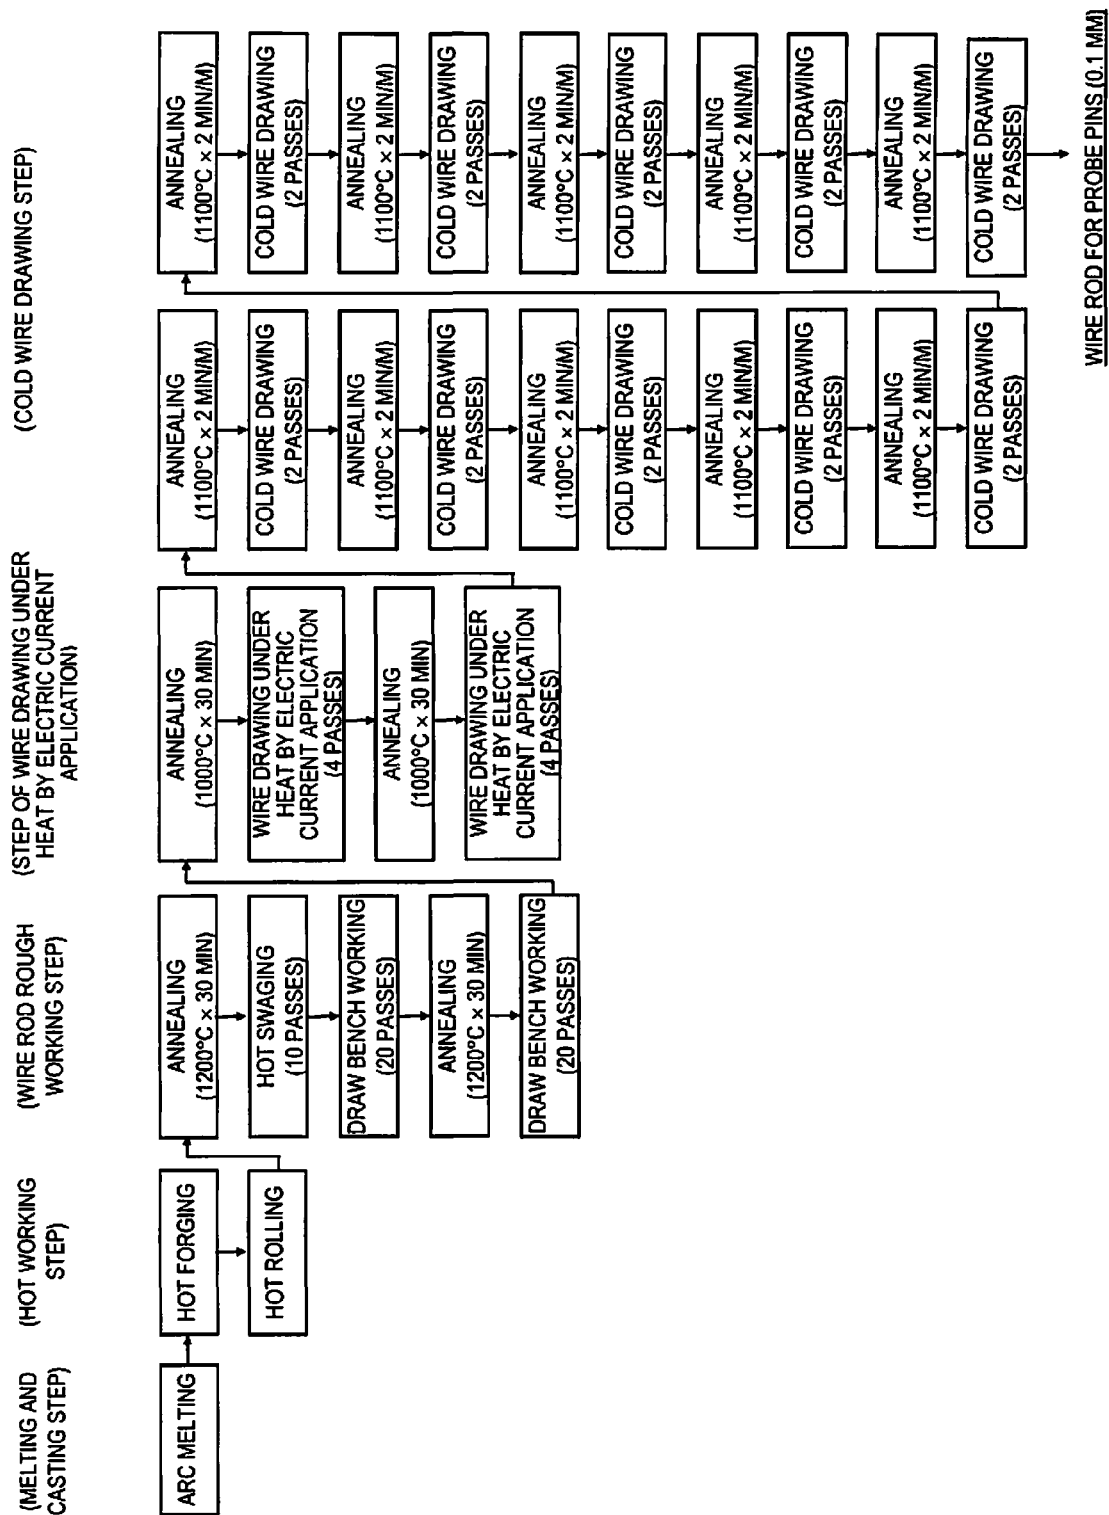 (MELTING AND
CASTING STEP)
ARC MELTING
(HOT WORKING
STEP)
HOT FORGING
HOT ROLLING
(WIRE ROD ROUGH
WORKING STEP)
ANNEALING
(1200°C × 30 MIN)
HOT SWAGING
(10 PASSES)
DRAW BENCH WORKING
(20 PASSES)
ANNEALING
(1200°C × 30 MIN)
DRAW BENCH WORKING
(20 PASSES)
(STEP OF WIRE DRAWING UNDER
HEAT BY ELECTRIC CURRENT
APPLICATION)
ANNEALING
(1000°C × 30 MIN)
WIRE DRAWING UNDER
HEAT BY ELECTRIC
CURRENT APPLICATION
(4 PASSES)
ANNEALING
(1000°C × 30 MIN)
WIRE DRAWING UNDER
HEAT BY ELECTRIC
CURRENT APPLICATION
(4 PASSES)
(COLD WIRE DRAWING STEP)
ANNEALING
(1100°C × 2 MIN/M)
COLD WIRE DRAWING
(2 PASSES)
ANNEALING
(1100°C × 2 MIN/M)
COLD WIRE DRAWING
(2 PASSES)
ANNEALING
(1100°C × 2 MIN/M)
COLD WIRE DRAWING
(2 PASSES)
ANNEALING
(1100°C × 2 MIN/M)
COLD WIRE DRAWING
(2 PASSES)
ANNEALING
(1100°C × 2 MIN/M)
COLD WIRE DRAWING
(2 PASSES)
ANNEALING
(1100°C × 2 MIN/M)
COLD WIRE DRAWING
(2 PASSES)
ANNEALING
(1100°C × 2 MIN/M)
COLD WIRE DRAWING
(2 PASSES)
ANNEALING
(1100°C × 2 MIN/M)
COLD WIRE DRAWING
(2 PASSES)
ANNEALING
(1100°C × 2 MIN/M)
COLD WIRE DRAWING
(2 PASSES)
ANNEALING
(1100°C × 2 MIN/M)
COLD WIRE DRAWING
(2 PASSES)
WIRE ROD FOR PROBE PINS (0.1 MM)